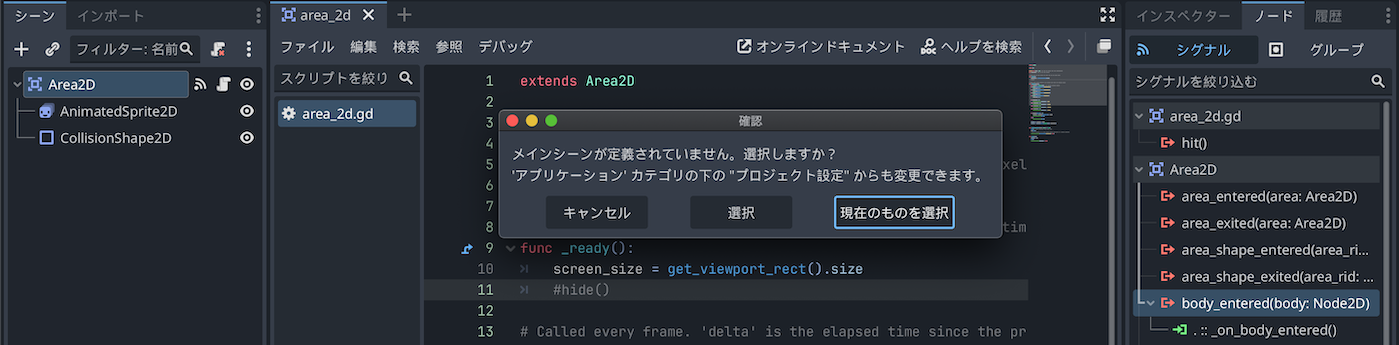 シーン インポート
フィルター: 名前
Area2D
AnimatedSprite2D
CollisionShape2D
area_2d
ファイル 編集 検索 参照 デバッグ
オンラインドキュメント ヘルプを検索
スクリプトを絞り
area_2d.gd
1 extends Area2D
2
確認
メインシーンが定義されていません。選択しますか？
'アプリケーション' カテゴリの下の "プロジェクト設定" からも変更できます。
キャンセル 選択 現在のものを選択
5 xel
6
7
8 tim
9 func _ready():
10 screen_size = get_viewport_rect().size
11 #hide()
12
13 # Called every frame. 'delta' is the elapsed time since the pr
インスペクター ノード 履歴
シグナル グループ
シグナルを絞り込む
area_2d.gd
hit()
Area2D
area_entered(area: Area2D)
area_exited(area: Area2D)
area_shape_entered(area_ri...
area_shape_exited(area_rid: ...
body_entered(body: Node2D)
. :: _on_body_entered()